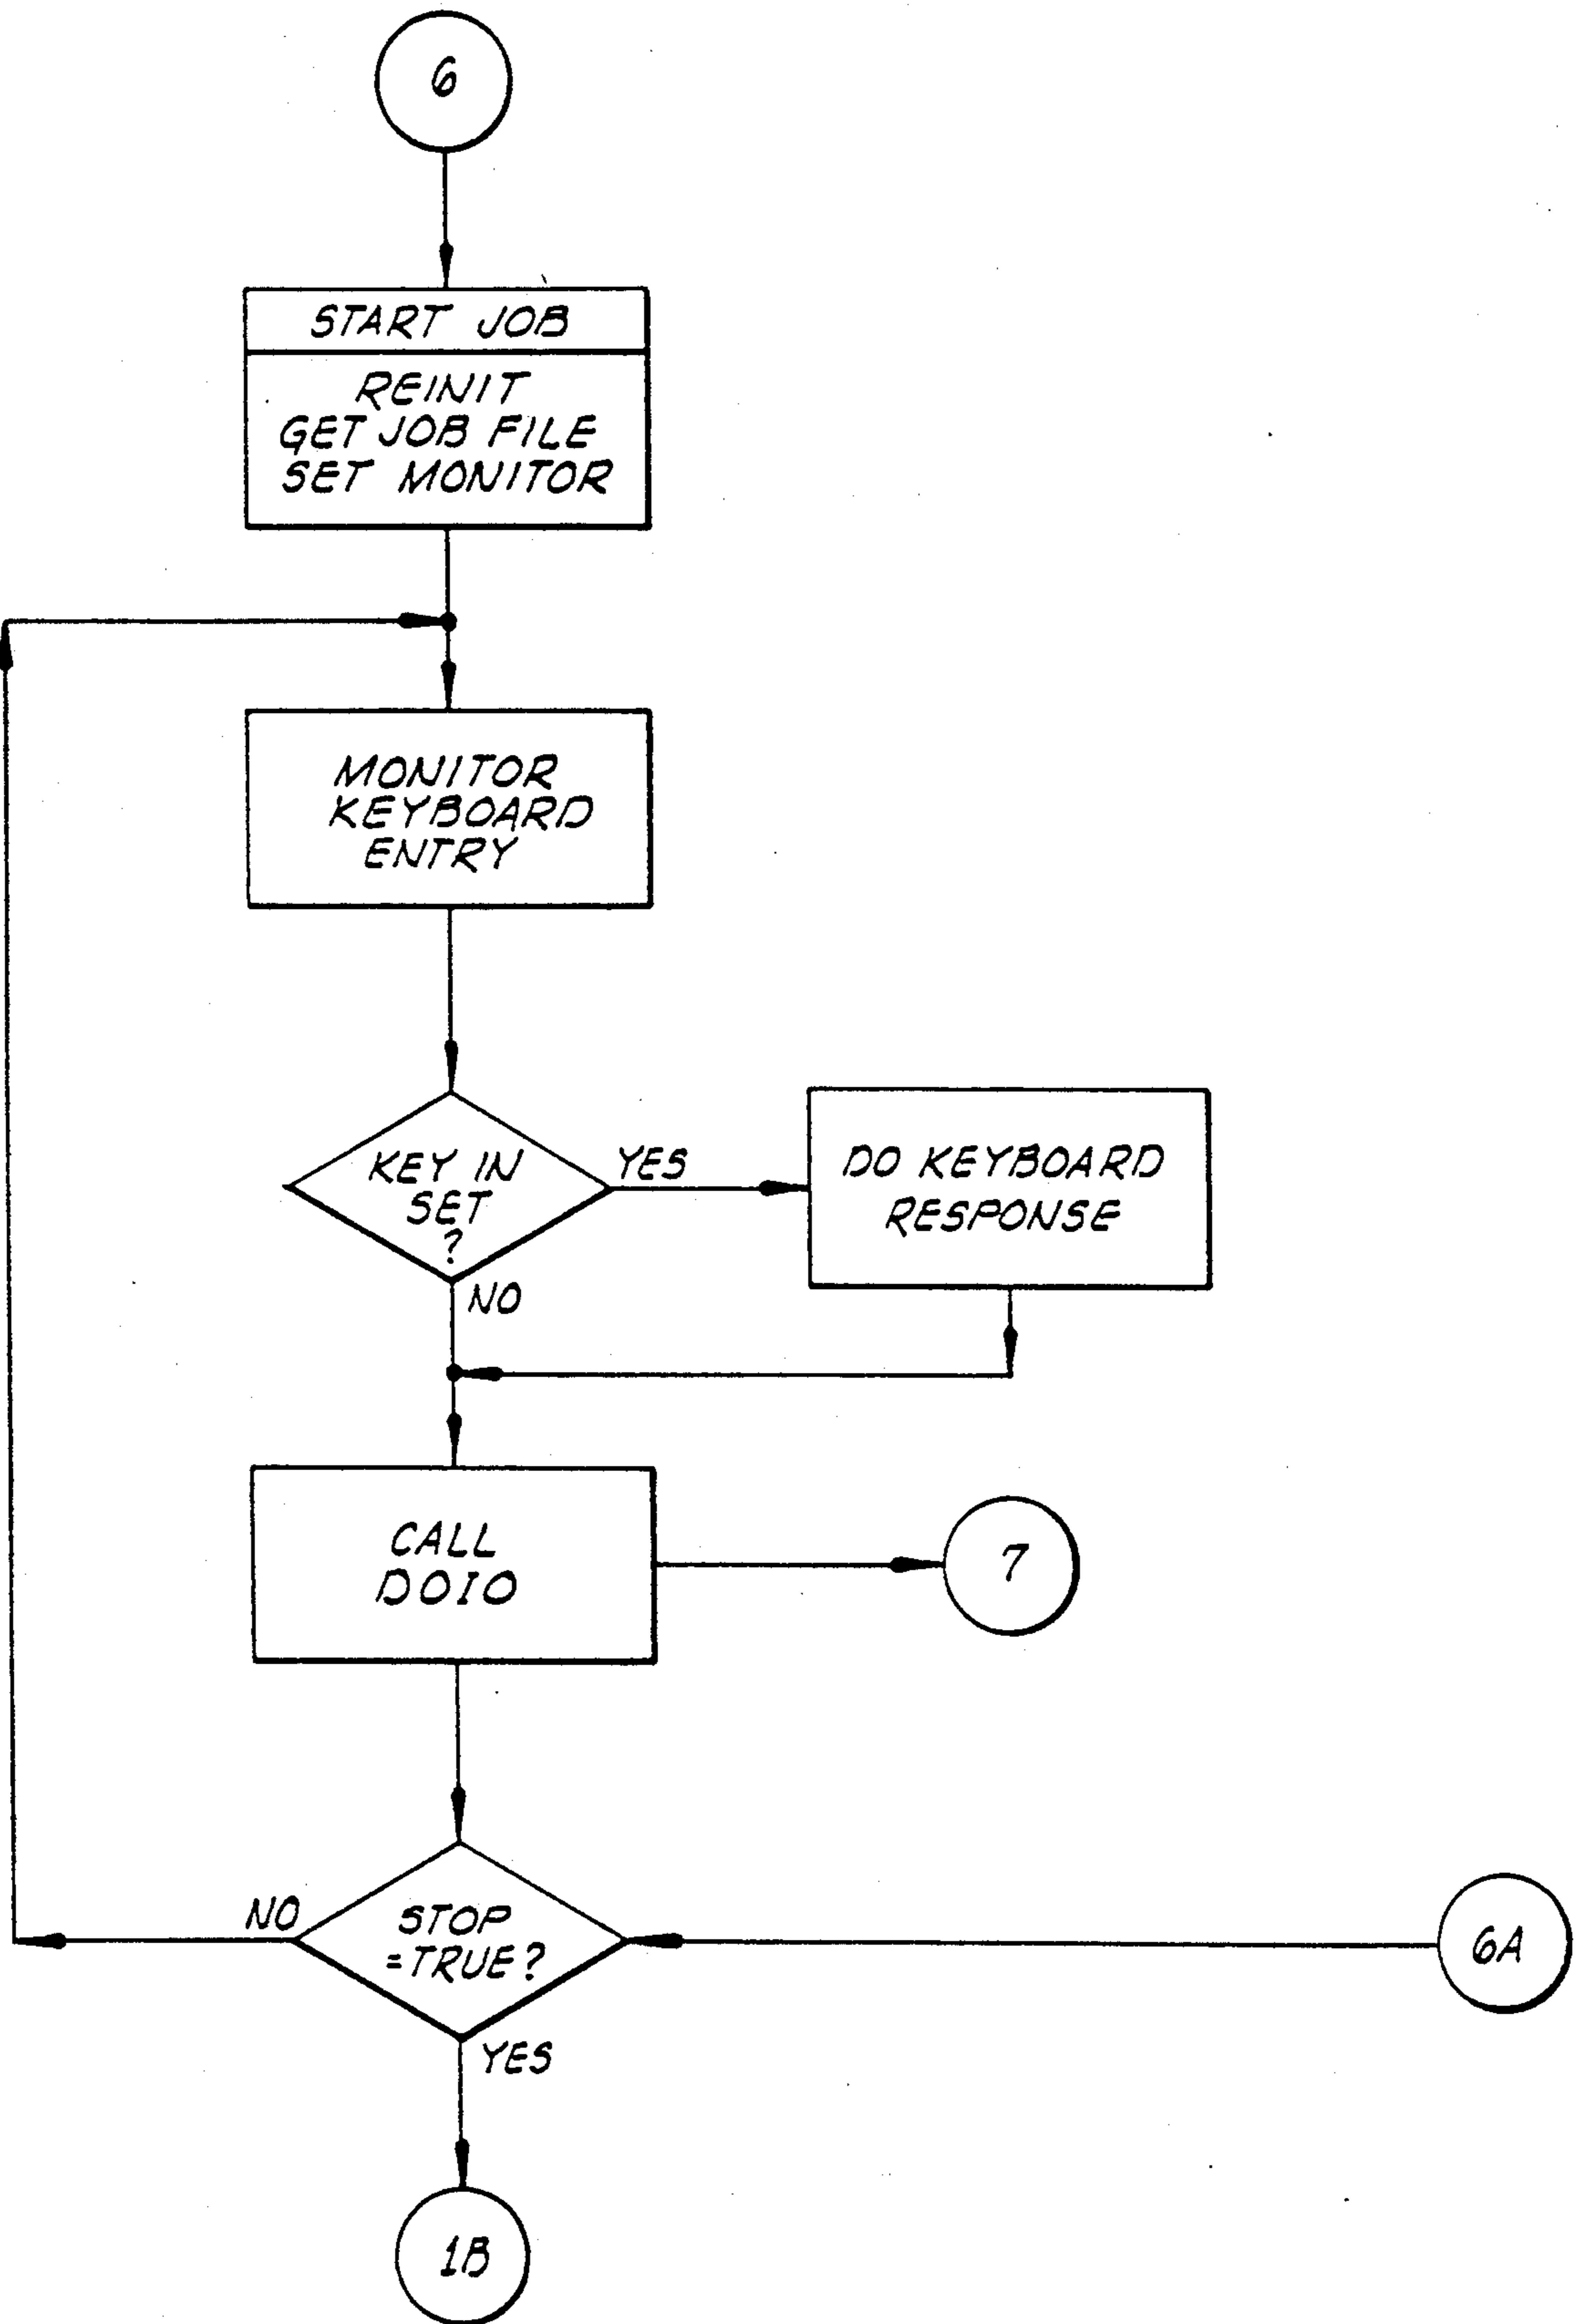 6
START JOB
REINIT
GET JOB FILE
SET MONITOR
MONITOR
KEYBOARD
ENTRY
KEY IN
SET
?
YES
NO
DO KEYBOARD
RESPONSE
CALL
DOIO
7
STOP
=TRUE?
NO
YES
6A
1B